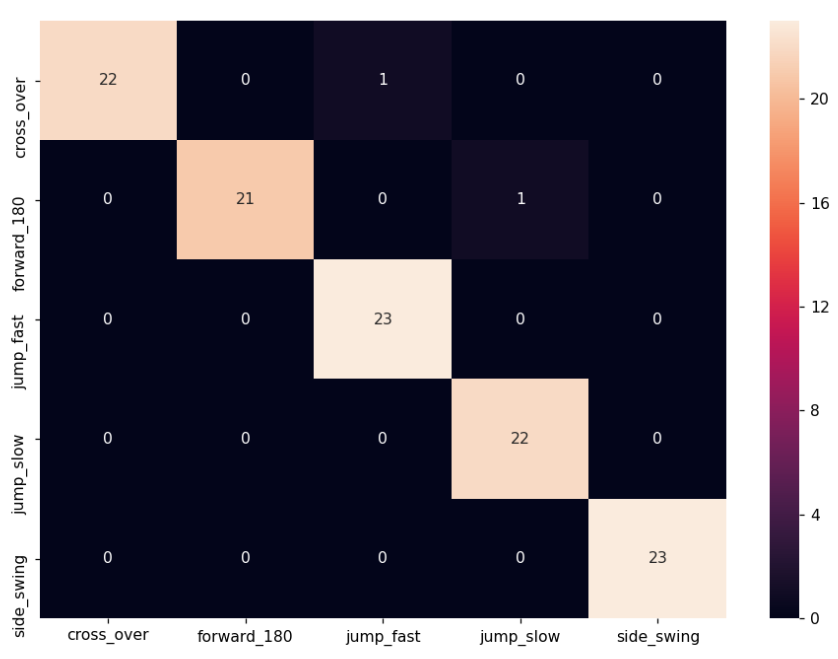 cross_over 22 0 1 0 0
forward_180 0 21 0 1 0
jump_fast 0 0 23 0 0
jump_slow 0 0 0 22 0
side_swing 0 0 0 0 23
cross_over forward_180 jump_fast jump_slow side_swing
20
16
12
8
4
0